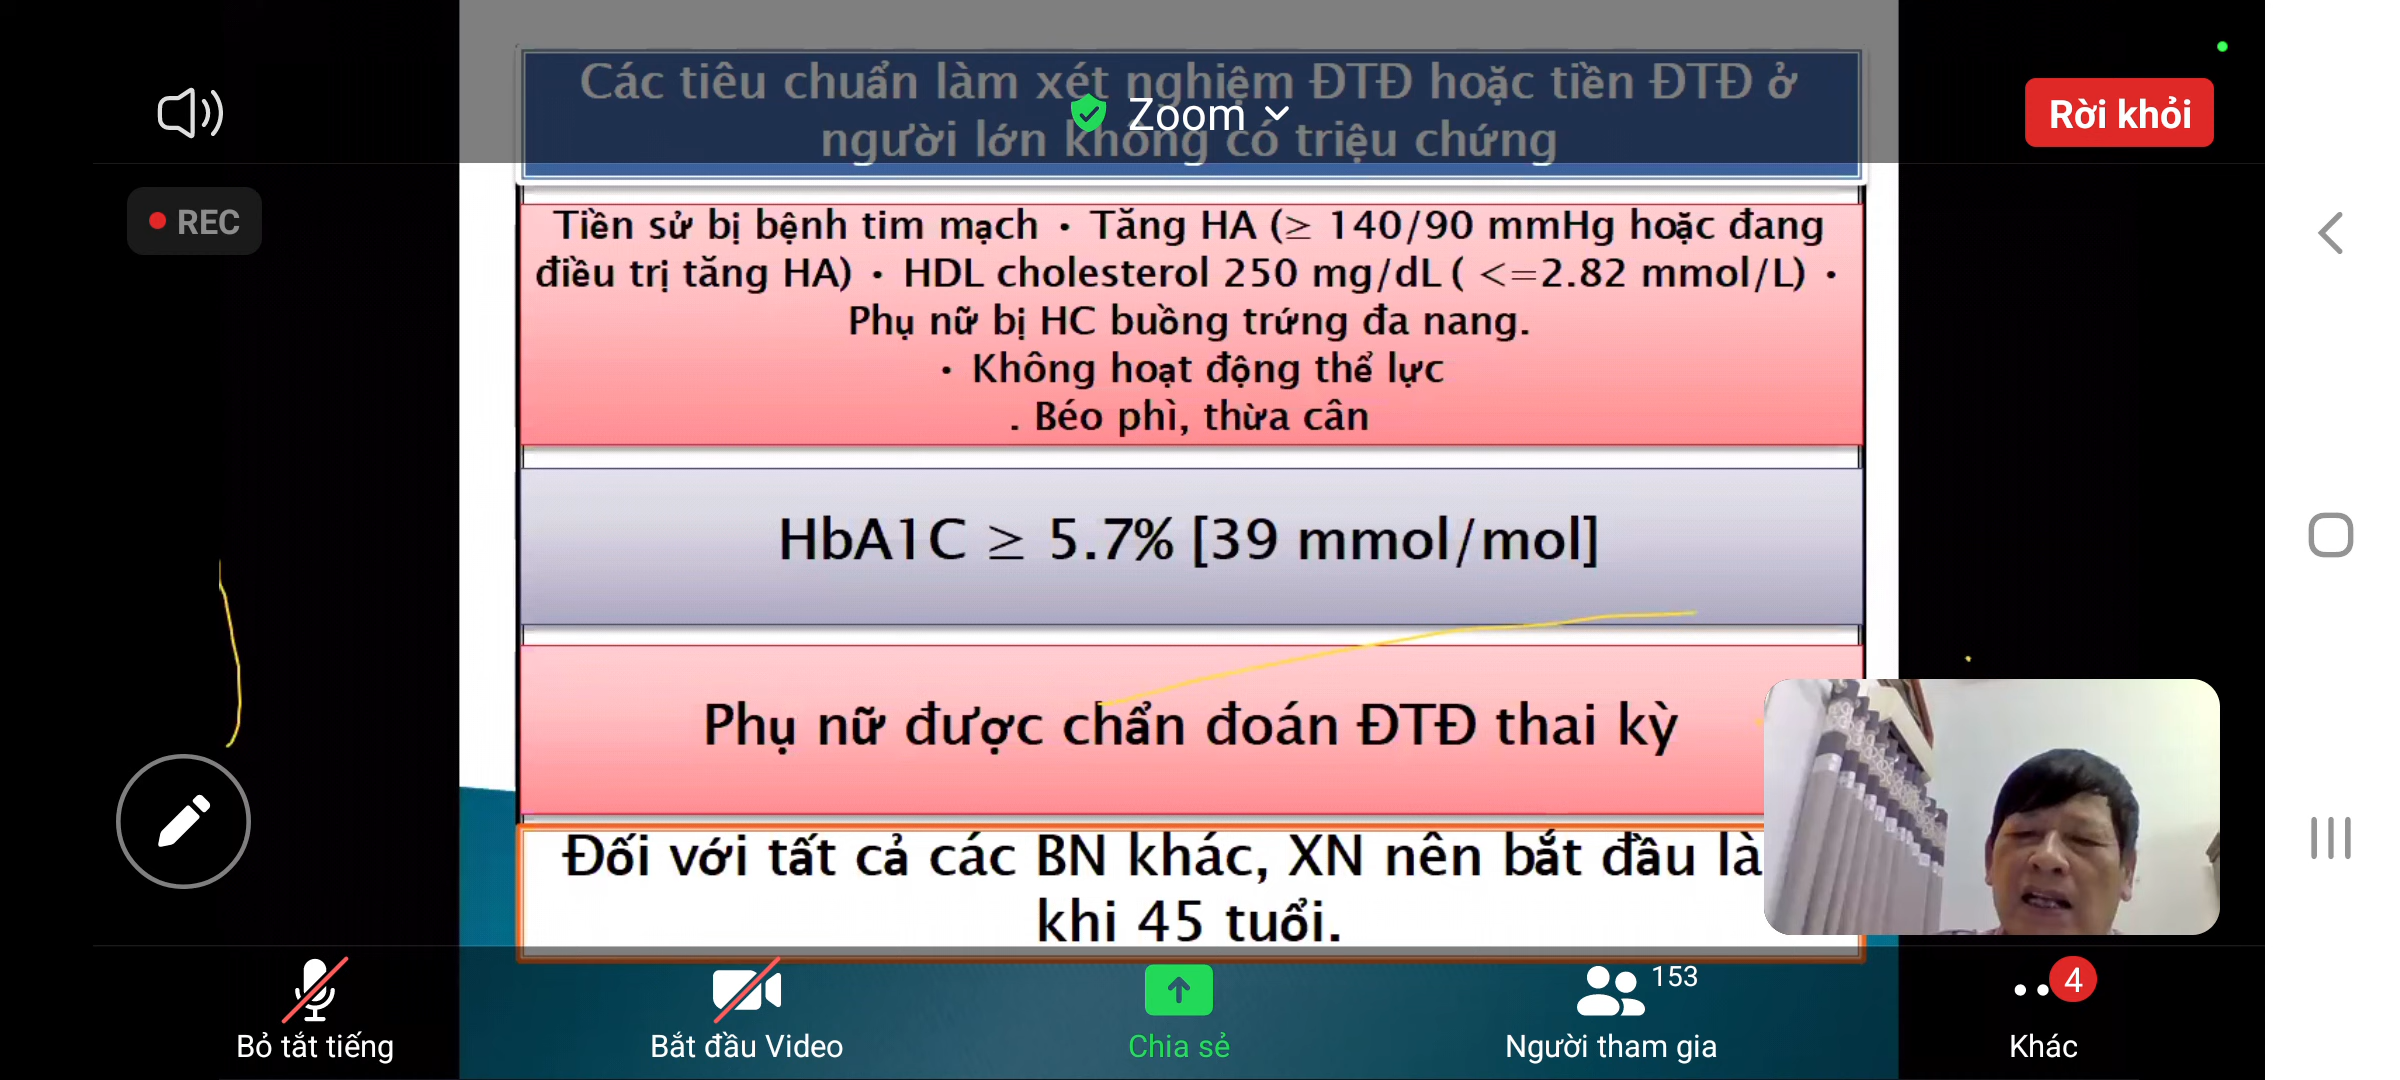 Các tiêu chuẩn làm xét nghiệm ĐTĐ hoặc tiền ĐTĐ ở
Zoom
Rời khỏi
người lớn không có triệu chứng
REC
Tiền sử bị bệnh tim mạch • Tăng HA (≥ 140/90 mmHg hoặc đang
điều trị tăng HA) • HDL cholesterol 250 mg/dL ( <=2.82 mmol/L) •
Phụ nữ bị HC buồng trứng đa nang.
• Không hoạt động thể lực
. Béo phì, thừa cân
HbA1C ≥ 5.7% [39 mmol/mol]
Phụ nữ được chẩn đoán ĐTĐ thai kỳ
Đối với tất cả các BN khác, XN nên bắt đầu
khi 45 tuổi.
153
4
Bỏ tắt tiếng
Bắt đầu Video
Chia sẻ
Người tham gia
Khác